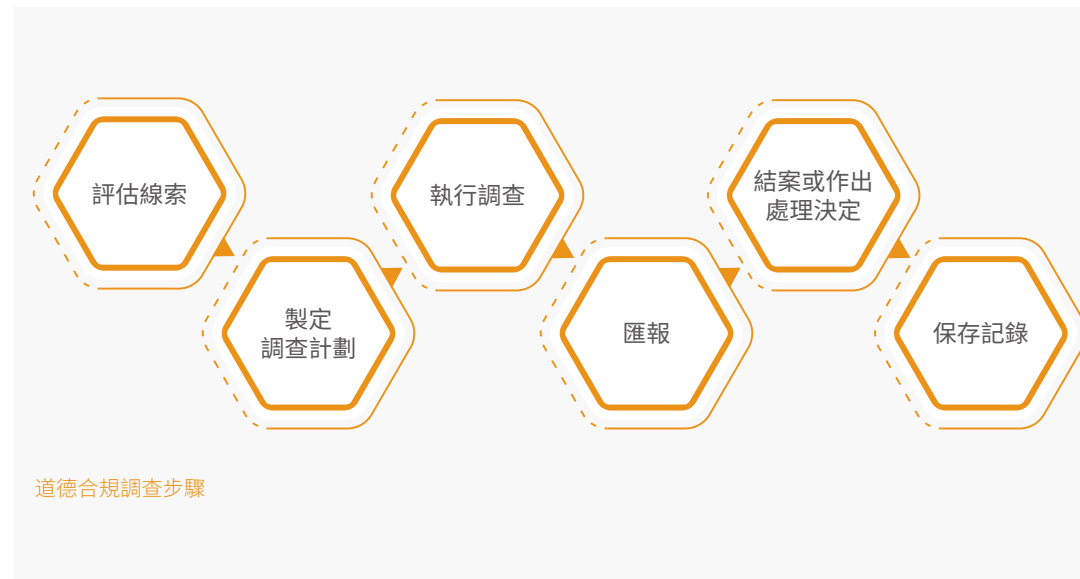 評估線索
製定
調查計劃
執行調查
匯報
結案或作出
處理決定
保存記錄
道德合規調查步驟